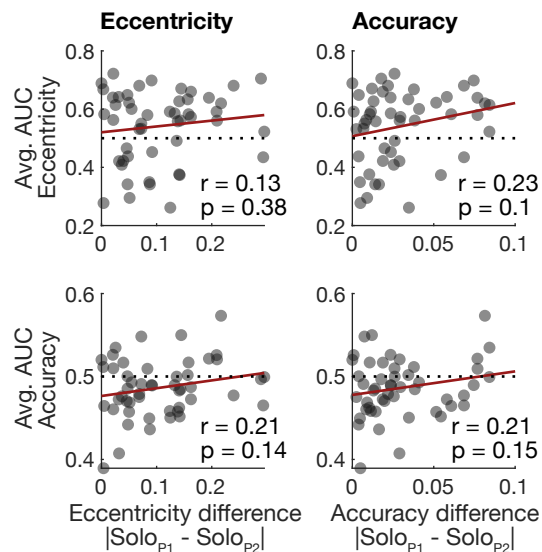 Eccentricity Accuracy
0.8 0.8
0.6 0.6
0.4 0.4
0.2 0.2
Avg. AUC
Eccentricity
r = 0.13 r = 0.23
p = 0.38 p = 0.1
0 0.1 0.2 0 0.05 0.1
0.6 0.6
0.5 0.5
0.4 0.4
Avg. AUC
Accuracy
r = 0.21 r = 0.21
p = 0.14 p = 0.15
0 0.1 0.2 0 0.05 0.1
Eccentricity difference Accuracy difference
|Solo_P1 - Solo_P2| |Solo_P1 - Solo_P2|